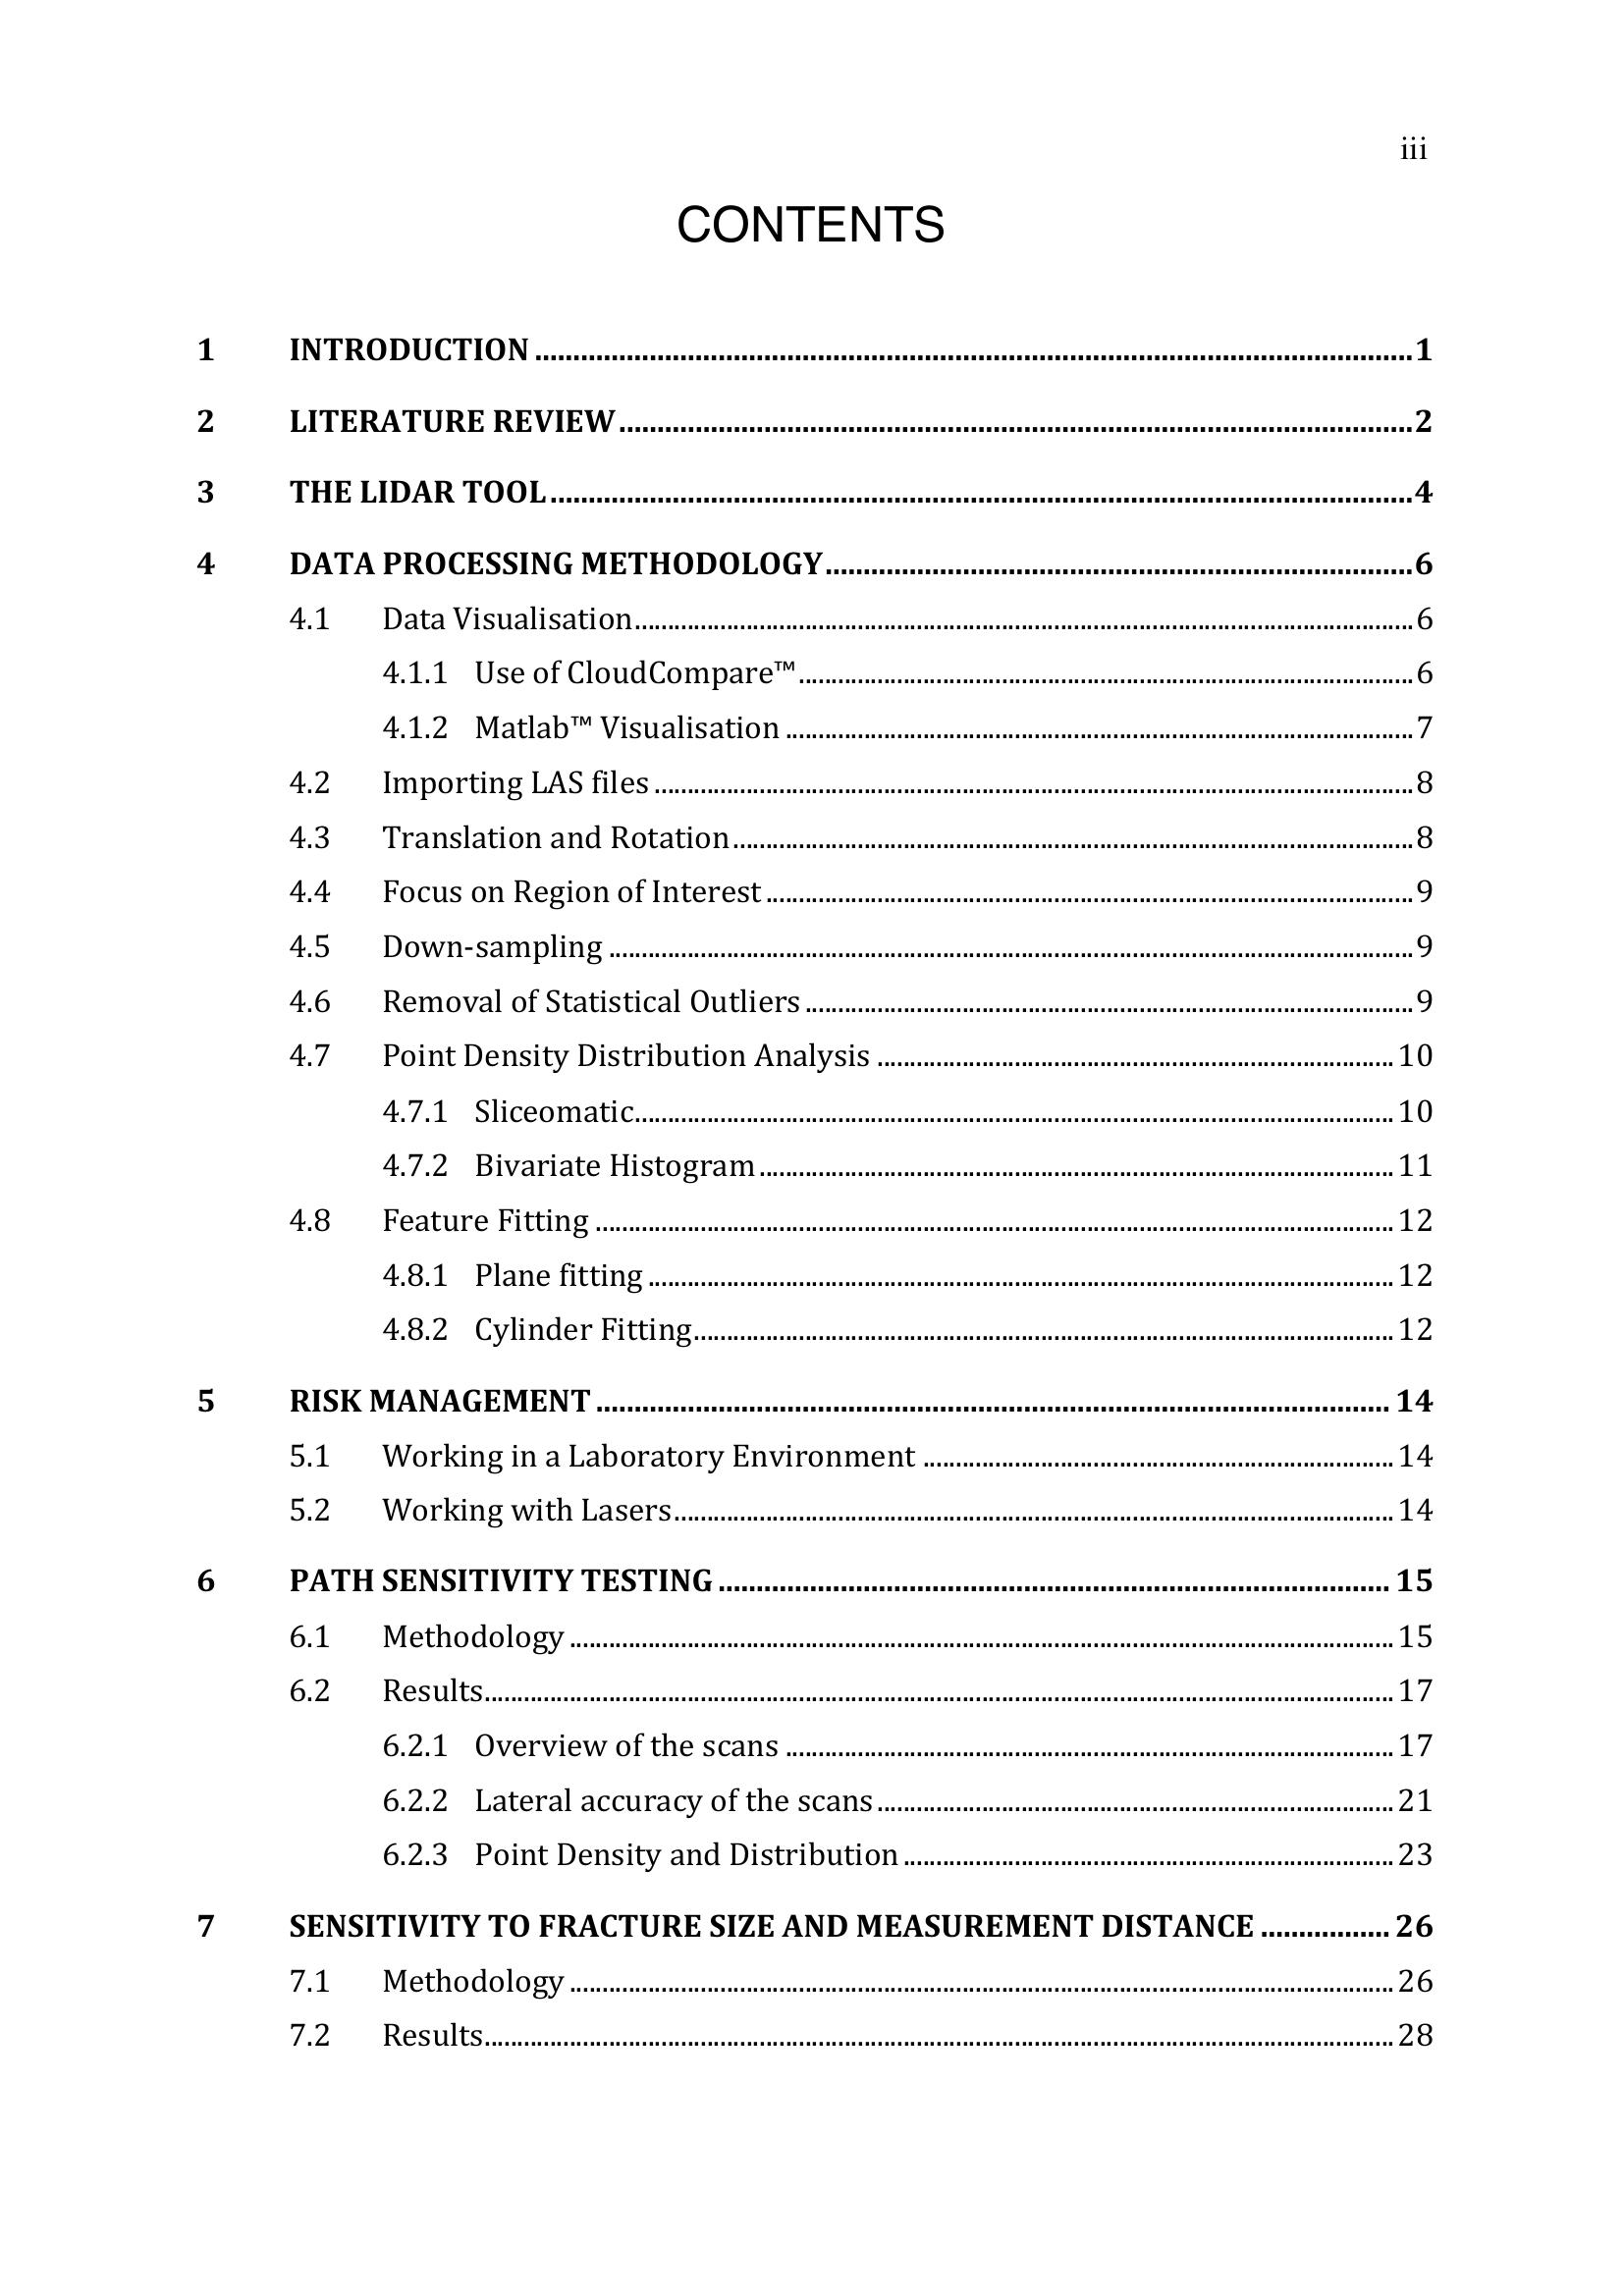 iii
CONTENTS
1 INTRODUCTION ........ 1
2 LITERATURE REVIEW ........ 2
3 THE LIDAR TOOL ........ 4
4 DATA PROCESSING METHODOLOGY ........ 6
4.1 Data Visualisation ........ 6
4.1.1 Use of CloudCompare™ ........ 6
4.1.2 Matlab™ Visualisation ........ 7
4.2 Importing LAS files ........ 8
4.3 Translation and Rotation ........ 8
4.4 Focus on Region of Interest ........ 9
4.5 Down-sampling ........ 9
4.6 Removal of Statistical Outliers ........ 9
4.7 Point Density Distribution Analysis ........ 10
4.7.1 Sliceomatic ........ 10
4.7.2 Bivariate Histogram ........ 11
4.8 Feature Fitting ........ 12
4.8.1 Plane fitting ........ 12
4.8.2 Cylinder Fitting ........ 12
5 RISK MANAGEMENT ........ 14
5.1 Working in a Laboratory Environment ........ 14
5.2 Working with Lasers ........ 14
6 PATH SENSITIVITY TESTING ........ 15
6.1 Methodology ........ 15
6.2 Results ........ 17
6.2.1 Overview of the scans ........ 17
6.2.2 Lateral accuracy of the scans ........ 21
6.2.3 Point Density and Distribution ........ 23
7 SENSITIVITY TO FRACTURE SIZE AND MEASUREMENT DISTANCE ........ 26
7.1 Methodology ........ 26
7.2 Results ........ 28